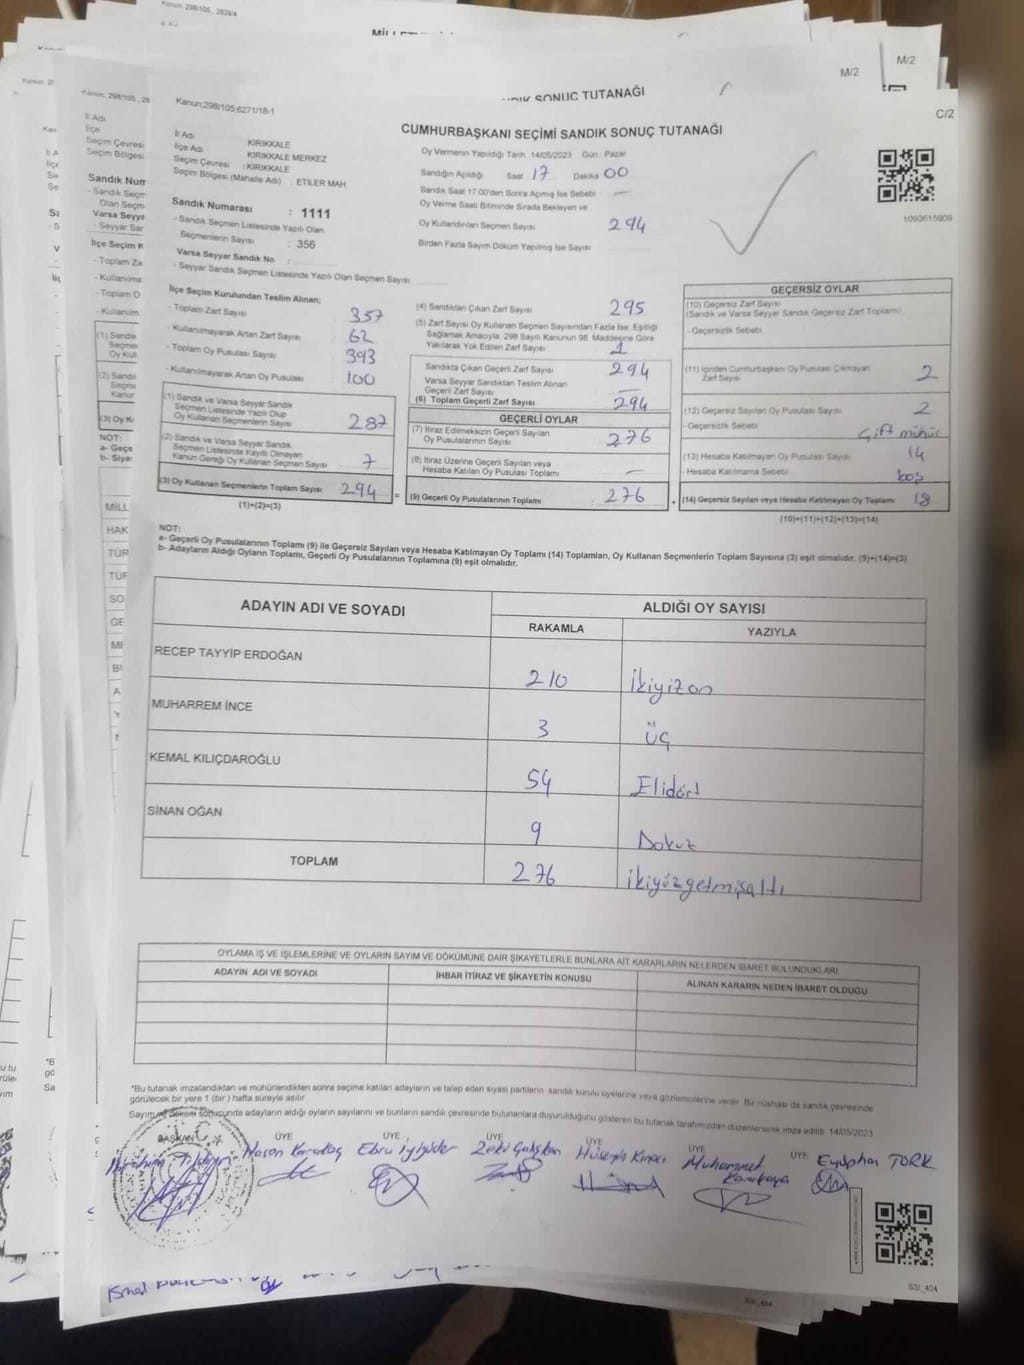 Kanun: 298/105 , 2839/4
M/2
M/2
Kanun; 298/105 , 28
Kanun;298/105;6271/18-1
C/2
CUMHURBAŞKANI SEÇİMİ SANDIK SONUÇ TUTANAĞI
İl Adı : KIRIKKALE
İlçe Adı : KIRIKKALE MERKEZ
Seçim Çevresi : KIRIKKALE
Seçim Bölgesi (Mahalle Adı) : ETILER MAH.
Sandık Numarası : 1111
- Sandık Seçmen Listesinde Yazılı Olan
Seçmenlerin Sayısı : 356
Varsa Seyyar Sandık No :
- Seyyar Sandık Seçmen Listesinde Yazılı Olan Seçmen Sayısı
Oy Vermenin Yapıldığı Tarih :14/05/2023 Gün : Pazar
Sandığın Açıldığı Saat 17 Dakika 00
Sandık Saat 17:00'den Sonra Açılmış İse Sebebi —
Oy Verme Saati Bitiminde Sırada Bekleyen ve
Oy Kullandırılan Seçmen Sayısı 294
Birden Fazla Sayım Döküm Yapılmış İse Sayısı
1093615909
İlçe Seçim Kurulundan Teslim Alınan;
- Toplam Zarf Sayısı 357
- Kullanılmayarak Artan Zarf Sayısı 62
- Toplam Oy Pusulası Sayısı 393
- Kullanılmayarak Artan Oy Pusulası 100
(1) Sandık ve Varsa Seyyar Sandık
Seçmen Listesinde Yazılı Olup
Oy Kullanan Seçmenlerin Sayısı 287
(2) Sandık ve Varsa Seyyar Sandık
Seçmen Listesinde Kayıtlı Olmayan
Kanun Gereği Oy Kullanan Seçmen Sayısı 7
(3) Oy Kullanan Seçmenlerin Toplam Sayısı 294
(1)+(2)=(3)
(4) Sandıktan Çıkan Zarf Sayısı 295
(5) Zarf Sayısı Oy Kullanan Seçmen Sayısından Fazla İse, Eşitliği
Sağlamak Amacıyla, 298 Sayılı Kanunun 98. Maddesine Göre
Yakılarak Yok Edilen Zarf Sayısı 1
Sandıkta Çıkan Geçerli Zarf Sayısı 294
Varsa Seyyar Sandıktan Teslim Alınan
Geçerli Zarf Sayısı —
(6) Toplam Geçerli Zarf Sayısı 294
GEÇERLİ OYLAR
(7) İtiraz Edilmeksizin Geçerli Sayılan
Oy Pusulalarının Sayısı 276
(8) İtiraz Üzerine Geçerli Sayılan veya
Hesaba Katılan Oy Pusulası Toplamı —
(9) Geçerli Oy Pusulalarının Toplamı 276
GEÇERSİZ OYLAR
(10) Geçersiz Zarf Sayısı
(Sandık ve Varsa Seyyar Sandık Geçersiz Zarf Toplamı)
- Geçersizlik Sebebi
(11) İçinden Cumhurbaşkanı Oy Pusulası Çıkmayan
Zarf Sayısı 2
(12) Geçersiz Sayılan Oy Pusulası Sayısı 2
- Geçersizlik Sebebi Çift mühür
(13) Hesaba Katılmayan Oy Pusulası Sayısı 14
- Hesaba Katılmama Sebebi boş
(14) Geçersiz Sayılan veya Hesaba Katılmayan Oy Toplamı 18
(10)+(11)+(12)+(13)=(14)
NOT:
a- Geçerli Oy Pusulalarının Toplamı (9) ile Geçersiz Sayılan veya Hesaba Katılmayan Oy Toplamı (14) Toplamları, Oy Kullanan Seçmenlerin Toplam Sayısına (3) eşit olmalıdır. (9)+(14)=(3)
b- Adayların Aldığı Oyların Toplamı, Geçerli Oy Pusulalarının Toplamına (9) eşit olmalıdır.
ADAYIN ADI VE SOYADI ALDIĞI OY SAYISI
RAKAMLA YAZIYLA
RECEP TAYYİP ERDOĞAN 210 İkiyüzon
MUHARREM İNCE 3 üç
KEMAL KILIÇDAROĞLU 54 Elidört
SİNAN OĞAN 9 Dokuz
TOPLAM 276 ikiyüzyetmişaltı
OYLAMA İŞ VE İŞLEMLERİNE VE OYLARIN SAYIM VE DÖKÜMÜNE DAİR ŞİKAYETLERLE BUNLARA AİT KARARLARIN NELERDEN İBARET BULUNDUKLARI
ADAYIN ADI VE SOYADI İHBAR İTİRAZ VE ŞİKAYETİN KONUSU ALINAN KARARIN NEDEN İBARET OLDUĞU
*Bu tutanak imzalandıktan ve mühürlendikten sonra seçime katılan adayların ve talep eden siyasi partilerin sandık kurulu üyelerine veya gözlemcilerine verilir. Bir nüshası da sandık çevresinde
görülecek bir yere 1 (bir ) hafta süreyle asılır
Sayım ve döküm sonucunda adayların aldığı oyların sayılarını ve bunların sandık çevresinde bulunanlara duyurulduğunu gösteren bu tutanak tarafımızdan düzenlenerek imza edildi. 14/05/2023
BAŞKAN ÜYE ÜYE ÜYE ÜYE ÜYE ÜYE
Hasan Karadaş Ebru İyigüder Zeki Çalışkan Hüseyin Kırıcı Muhammet Karakaya Eyüphan TORK
SSI_404
SSI_404